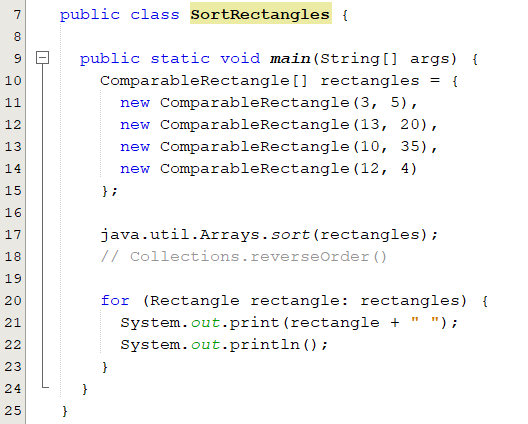 7 public class SortRectangles {
8
9 public static void main(String[] args) {
10 ComparableRectangle[] rectangles = {
11 new ComparableRectangle(3, 5),
12 new ComparableRectangle(13, 20),
13 new ComparableRectangle(10, 35),
14 new ComparableRectangle(12, 4)
15 };
16
17 java.util.Arrays.sort(rectangles);
18 // Collections.reverseOrder()
19
20 for (Rectangle rectangle: rectangles) {
21 System.out.print(rectangle + " ");
22 System.out.println();
23 }
24 }
25 }